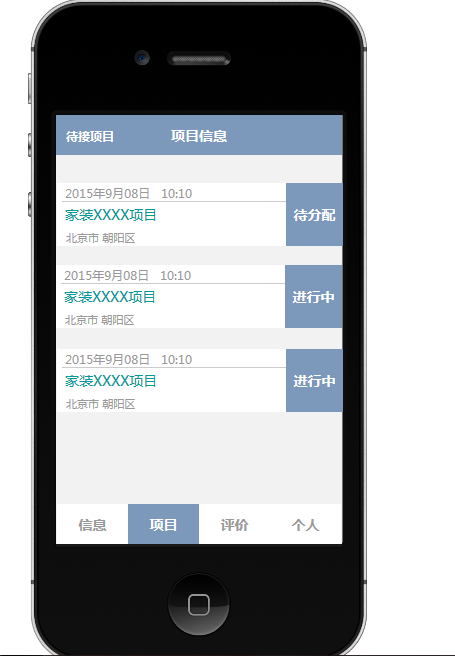 待接项目 项目信息
2015年9月08日 10:10
家装XXXX项目
北京市 朝阳区
待分配
2015年9月08日 10:10
家装XXXX项目
北京市 朝阳区
进行中
2015年9月08日 10:10
家装XXXX项目
北京市 朝阳区
进行中
信息 项目 评价 个人